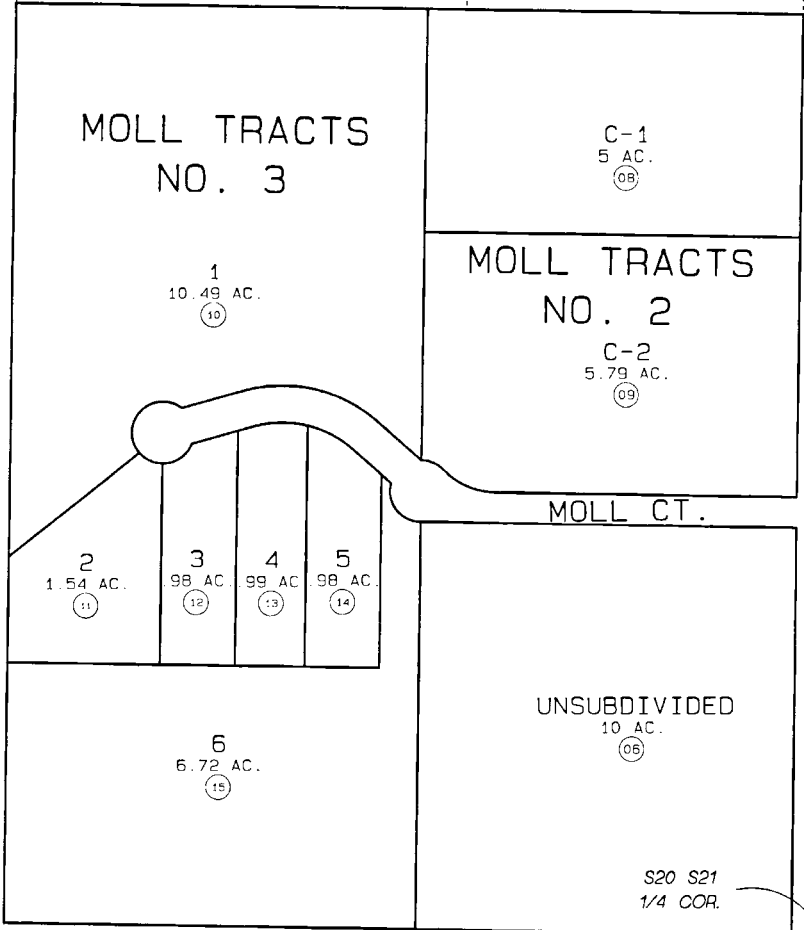 MOLL TRACTS
NO. 3
1
10.49 AC.
10
C-1
5 AC.
08
MOLL TRACTS
NO. 2
C-2
5.79 AC.
09
MOLL CT.
2
1.54 AC.
11
3
.98 AC.
12
4
.99 AC.
13
5
.98 AC.
14
6
6.72 AC.
15
UNSUBDIVIDED
10 AC.
06
S20 S21
1/4 COR.